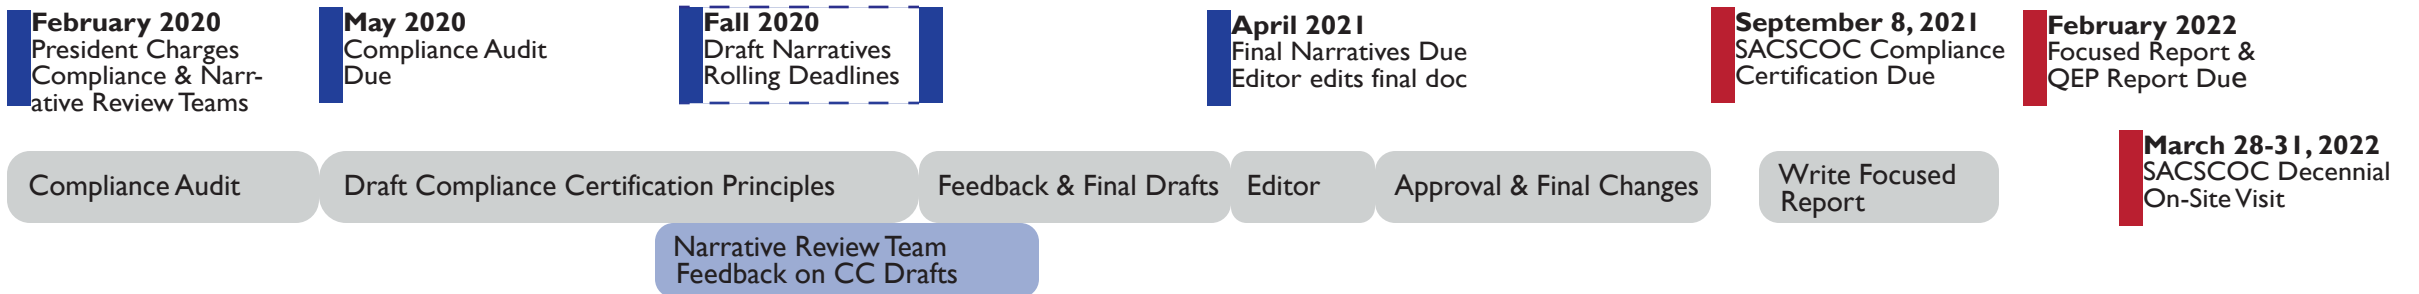 February 2020
President Charges
Compliance & Narr-
ative Review Teams
May 2020
Compliance Audit
Due
Fall 2020
Draft Narratives
Rolling Deadlines
April 2021
Final Narratives Due
Editor edits final doc
September 8, 2021
SACSCOC Compliance
Certification Due
February 2022
Focused Report &
QEP Report Due
March 28-31, 2022
SACSCOC Decennial
On-Site Visit
Compliance Audit
Draft Compliance Certification Principles
Feedback & Final Drafts
Editor
Approval & Final Changes
Write Focused
Report
Narrative Review Team
Feedback on CC Drafts